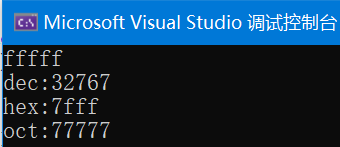 C:\
Microsoft Visual Studio 调试控制台
fffff
dec:32767
hex:7fff
oct:77777